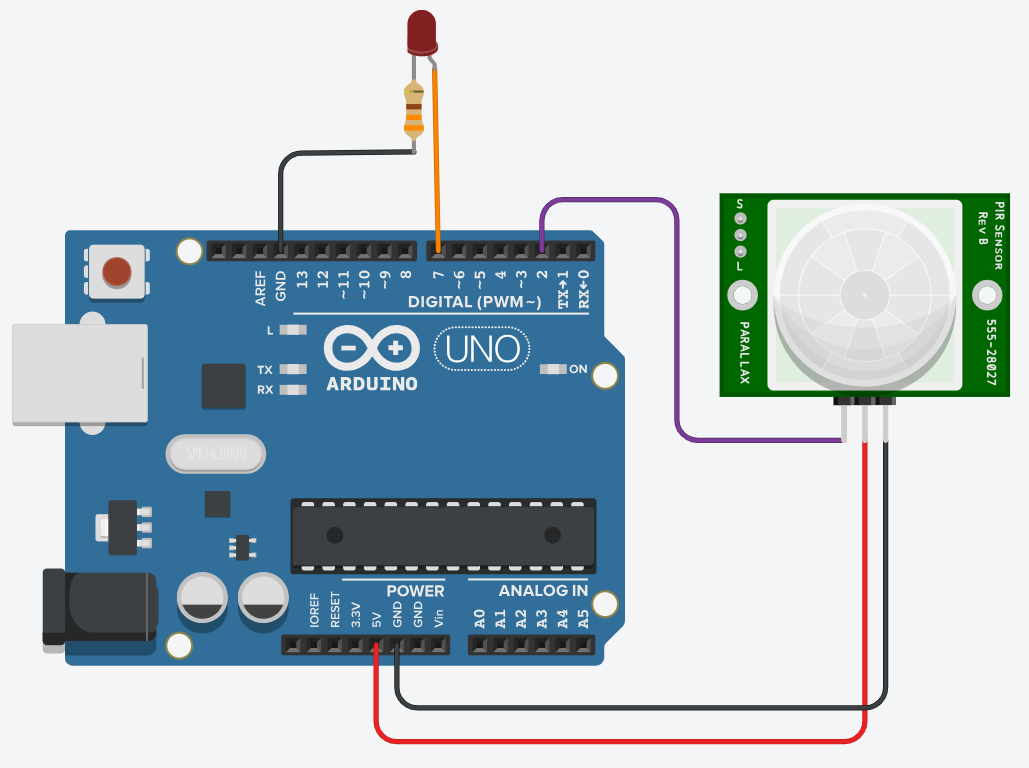 S
L
PIR SENSOR
REV B
PARALLAX
555-28027
AREF
GND
13
12
~11
~10
~9
8
7
~6
~5
4
~3
2
TX→1
RX←0
DIGITAL (PWM~)
L
TX
RX
ARDUINO
UNO
ON
SPK16.000G
POWER
ANALOG IN
IOREF
RESET
3.3V
5V
GND
GND
Vin
A0
A1
A2
A3
A4
A5